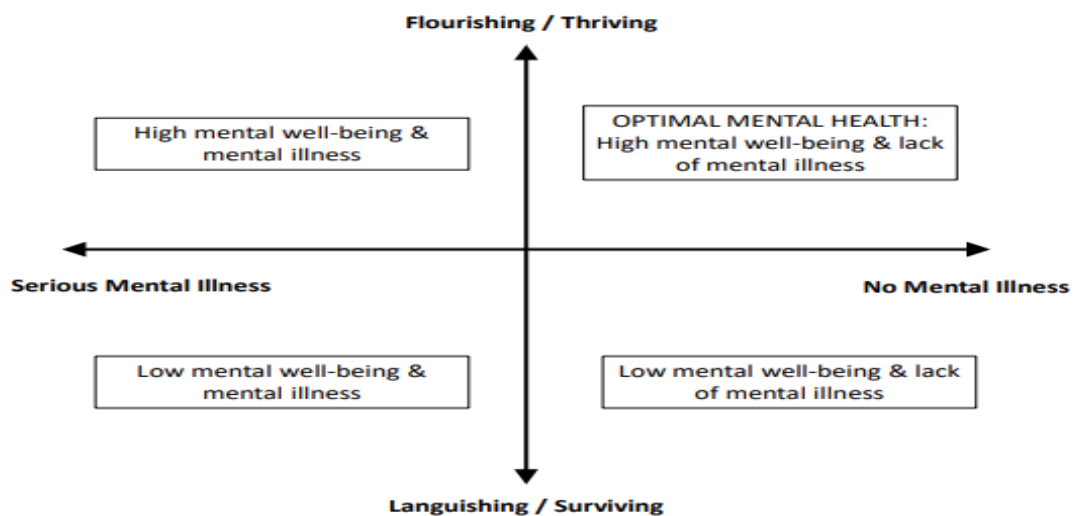 Flourishing / Thriving
High mental well-being &
mental illness
OPTIMAL MENTAL HEALTH:
High mental well-being & lack
of mental illness
Serious Mental Illness
No Mental Illness
Low mental well-being &
mental illness
Low mental well-being & lack
of mental illness
Languishing / Surviving